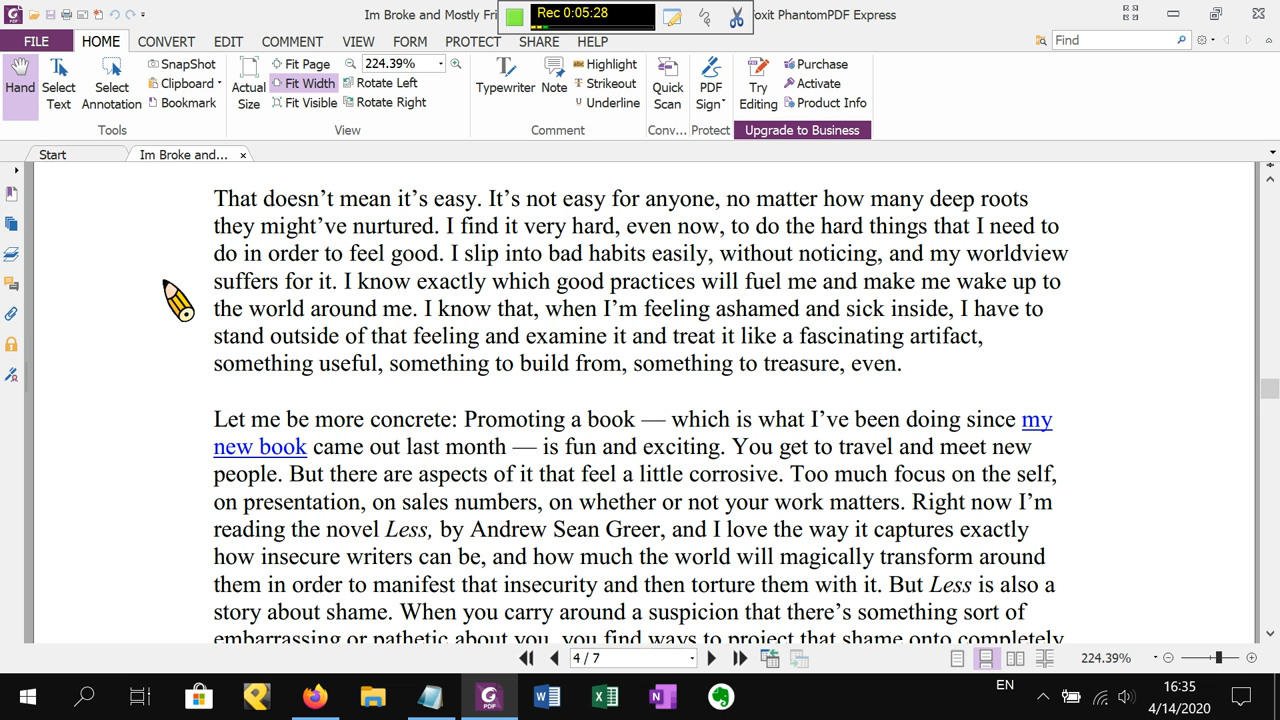 Im Broke and Mostly Fri
Rec 0:05:28
oxit PhantomPDF Express
FILE HOME CONVERT EDIT COMMENT VIEW FORM PROTECT SHARE HELP
Find
Hand
Select Text
Select Annotation
SnapShot
Clipboard
Bookmark
Tools
Actual Size
Fit Page
Fit Width
Fit Visible
224.39%
Rotate Left
Rotate Right
View
Typewriter
Note
Highlight
Strikeout
Underline
Comment
Quick Scan
Conv...
PDF Sign
Protect
Try Editing
Purchase
Activate
Product Info
Upgrade to Business
Start
Im Broke and...
That doesn’t mean it’s easy. It’s not easy for anyone, no matter how many deep roots
they might’ve nurtured. I find it very hard, even now, to do the hard things that I need to
do in order to feel good. I slip into bad habits easily, without noticing, and my worldview
suffers for it. I know exactly which good practices will fuel me and make me wake up to
the world around me. I know that, when I’m feeling ashamed and sick inside, I have to
stand outside of that feeling and examine it and treat it like a fascinating artifact,
something useful, something to build from, something to treasure, even.
Let me be more concrete: Promoting a book — which is what I’ve been doing since my
new book came out last month — is fun and exciting. You get to travel and meet new
people. But there are aspects of it that feel a little corrosive. Too much focus on the self,
on presentation, on sales numbers, on whether or not your work matters. Right now I’m
reading the novel Less, by Andrew Sean Greer, and I love the way it captures exactly
how insecure writers can be, and how much the world will magically transform around
them in order to manifest that insecurity and then torture them with it. But Less is also a
story about shame. When you carry around a suspicion that there’s something sort of
embarrassing or pathetic about you, you find ways to project that shame onto completely
4 / 7
224.39%
EN
16:35
4/14/2020